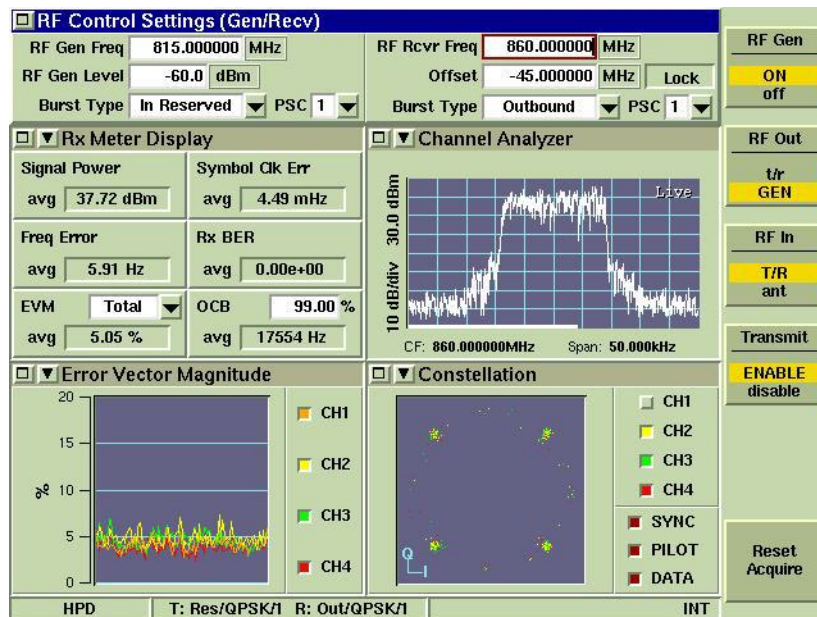 RF Control Settings (Gen/Recv)
RF Gen Freq 815.000000 MHz
RF Gen Level -60.0 dBm
Burst Type In Reserved PSC 1
RF Rcvr Freq 860.000000 MHz
Offset -45.000000 MHz Lock
Burst Type Outbound PSC 1
Rx Meter Display
Signal Power
avg 37.72 dBm
Symbol Clk Err
avg 4.49 mHz
Freq Error
avg 5.91 Hz
Rx BER
avg 0.00e+00
EVM Total
avg 5.05 %
OCB 99.00 %
avg 17554 Hz
Channel Analyzer
10 dB/div 30.0 dBm
Live
CF: 860.000000MHz Span: 50.000kHz
Error Vector Magnitude
20
15
% 10
5
0
CH1
CH2
CH3
CH4
Constellation
Q
I
CH1
CH2
CH3
CH4
SYNC
PILOT
DATA
RF Gen
ON
off
RF Out
t/r
GEN
RF In
T/R
ant
Transmit
ENABLE
disable
Reset
Acquire
HPD T: Res/QPSK/1 R: Out/QPSK/1 INT